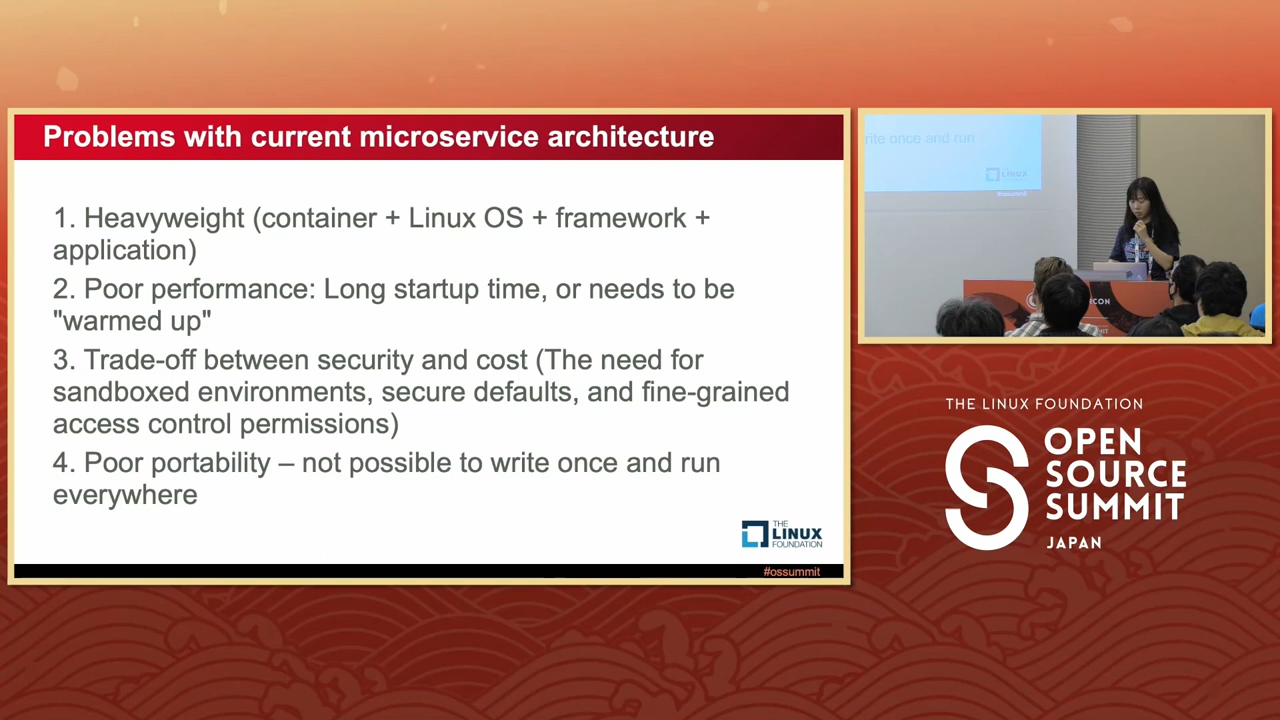 Problems with current microservice architecture
1. Heavyweight (container + Linux OS + framework +
application)
2. Poor performance: Long startup time, or needs to be
"warmed up"
3. Trade-off between security and cost (The need for
sandboxed environments, secure defaults, and fine-grained
access control permissions)
4. Poor portability – not possible to write once and run
everywhere
THE
LINUX
FOUNDATION
#ossummit
rite once and run
LINUX
#ossummit
THE LINUX FOUNDATION
OPEN
SOURCE
SUMMIT
JAPAN